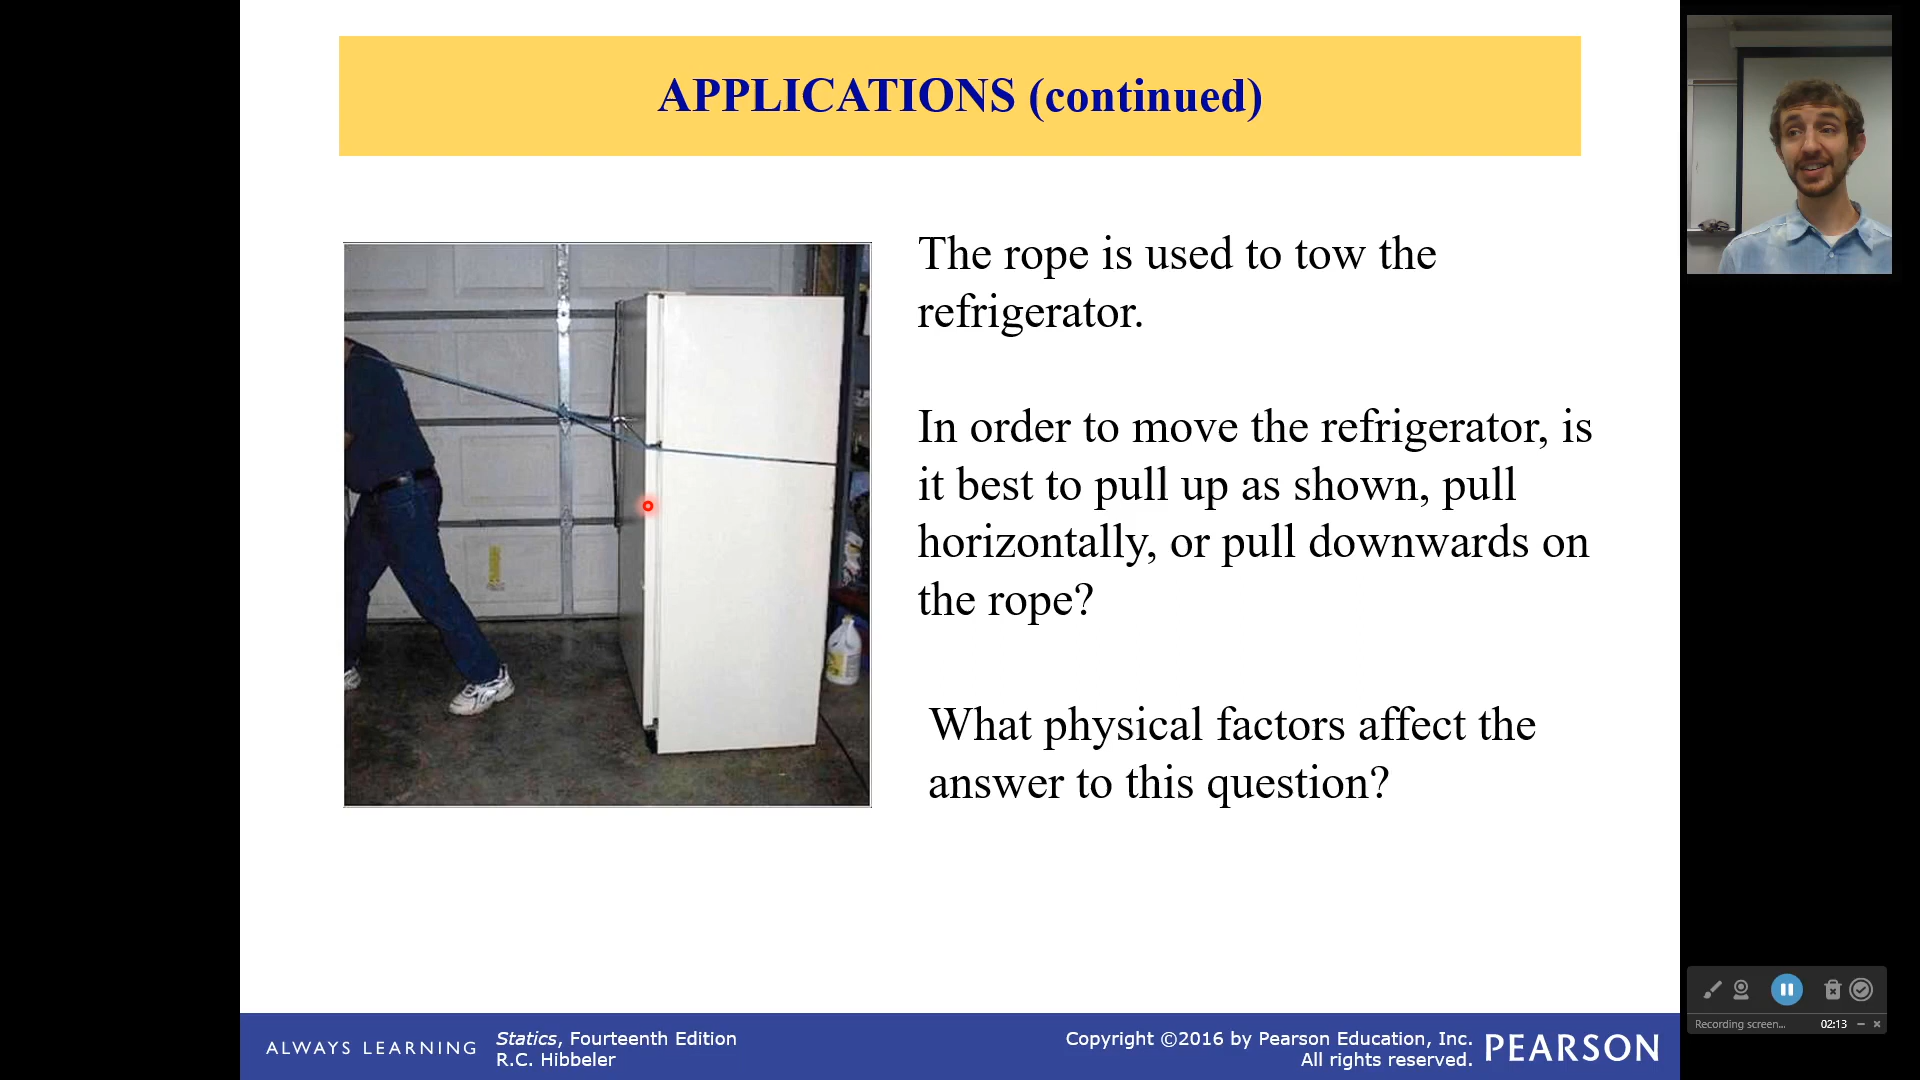 APPLICATIONS (continued)
The rope is used to tow the
refrigerator.
In order to move the refrigerator, is
it best to pull up as shown, pull
horizontally, or pull downwards on
the rope?
What physical factors affect the
answer to this question?
Recording screen... 02:13
ALWAYS LEARNING
Statics, Fourteenth Edition
R.C. Hibbeler
Copyright ©2016 by Pearson Education, Inc.
All rights reserved.
PEARSON